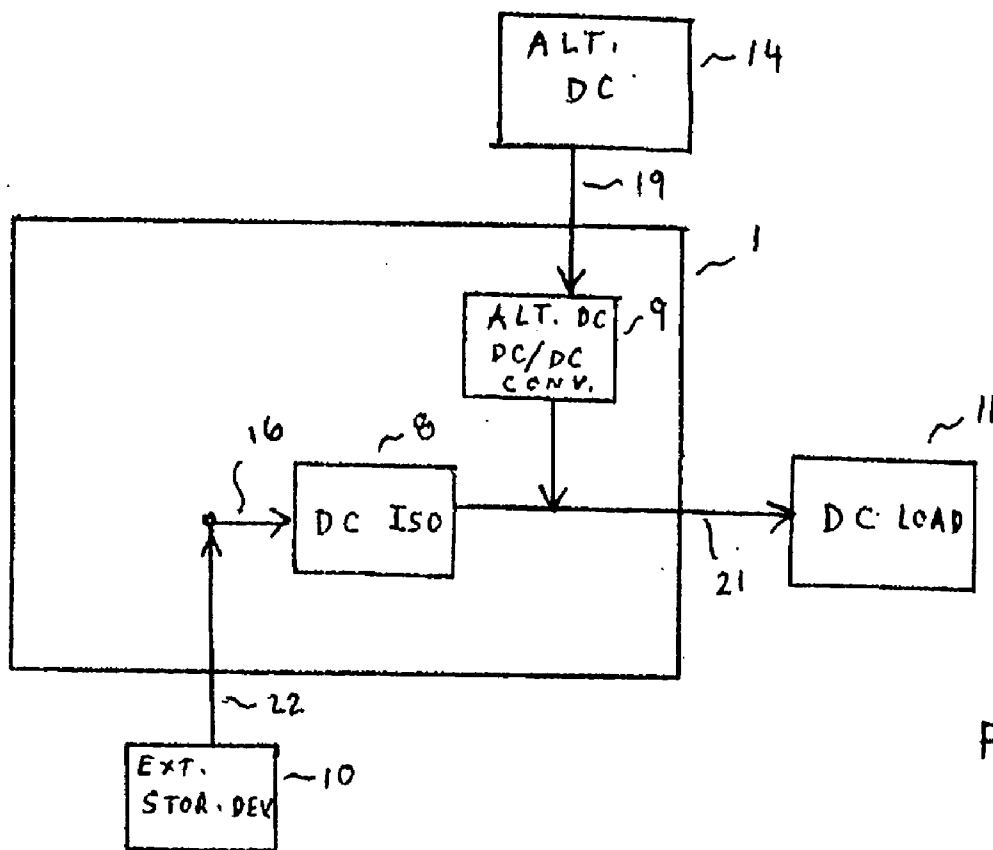 ALT.
DC
14
19
1
ALT. DC
DC/DC
CONV.
9
16
8
DC ISO
11
DC LOAD
21
22
EXT.
STOR. DEV
10
F